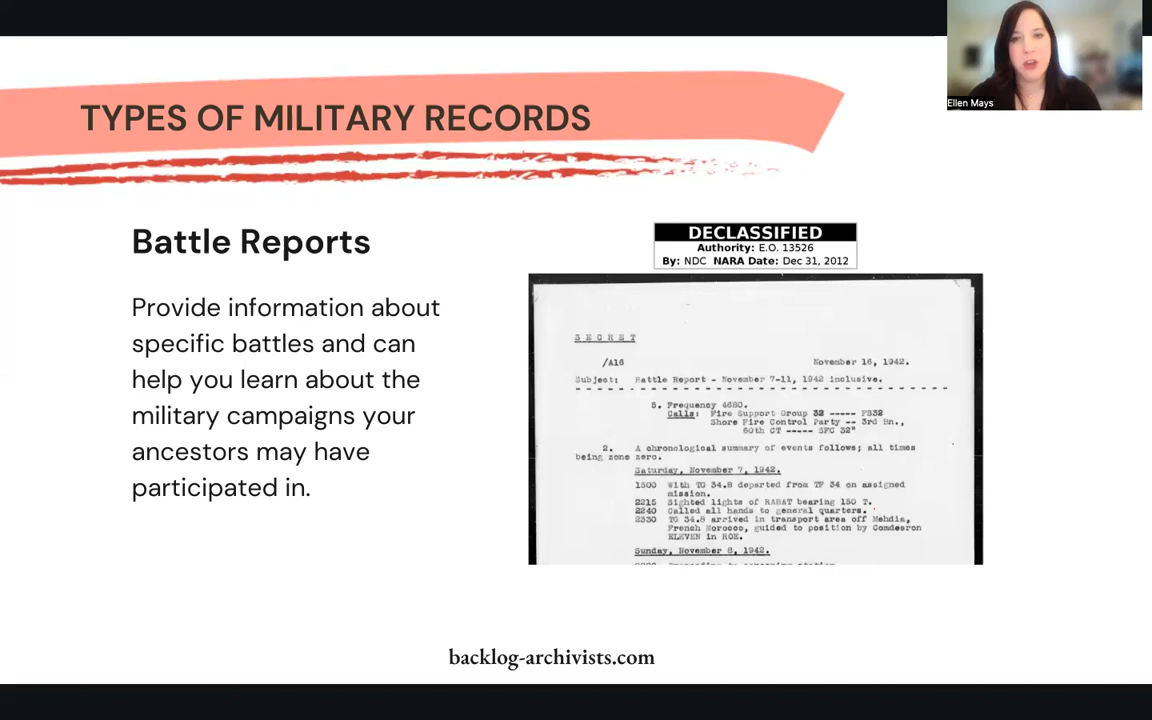 Ellen Mays
TYPES OF MILITARY RECORDS
Battle Reports
Provide information about
specific battles and can
help you learn about the
military campaigns your
ancestors may have
participated in.
DECLASSIFIED
Authority: E.O. 13526
By: NDC NARA Date: Dec 31, 2012
SECRET
/A16 November 16, 1942.
Subject: Battle Report - November 7-11, 1942 inclusive.
5. Frequency 4680.
Calls: Fire Support Group 32 ----- FS32
Shore Fire Control Party -- 3rd Bn.,
60th CT ----- SFC 32"
2. A chronological summary of events follows; all times
being zone zero.
Saturday, November 7, 1942.
1500 With TG 34.8 departed from TF 34 on assigned
mission.
2215 Sighted lights of RABAT bearing 150 T.
2240 Called all hands to general quarters.
2330 TG 34.8 arrived in transport area off Mehdia,
French Morocco, guided to position by Comdesron
ELEVEN in ROE.
Sunday, November 8, 1942.
backlog-archivists.com